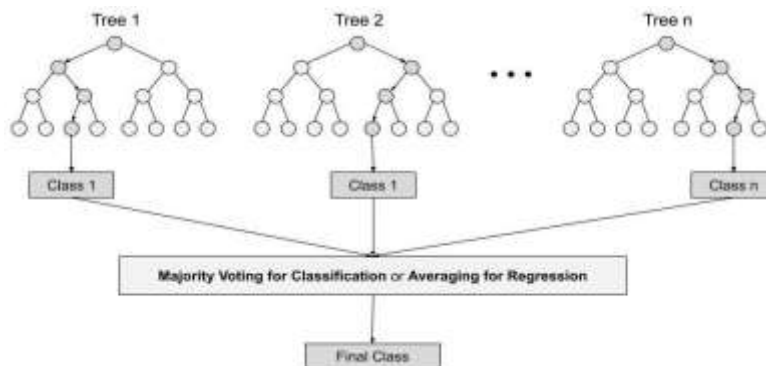 Tree 1
Tree 2
Tree n
Class 1
Class 1
Class n
Majority Voting for Classification or Averaging for Regression
Final Class